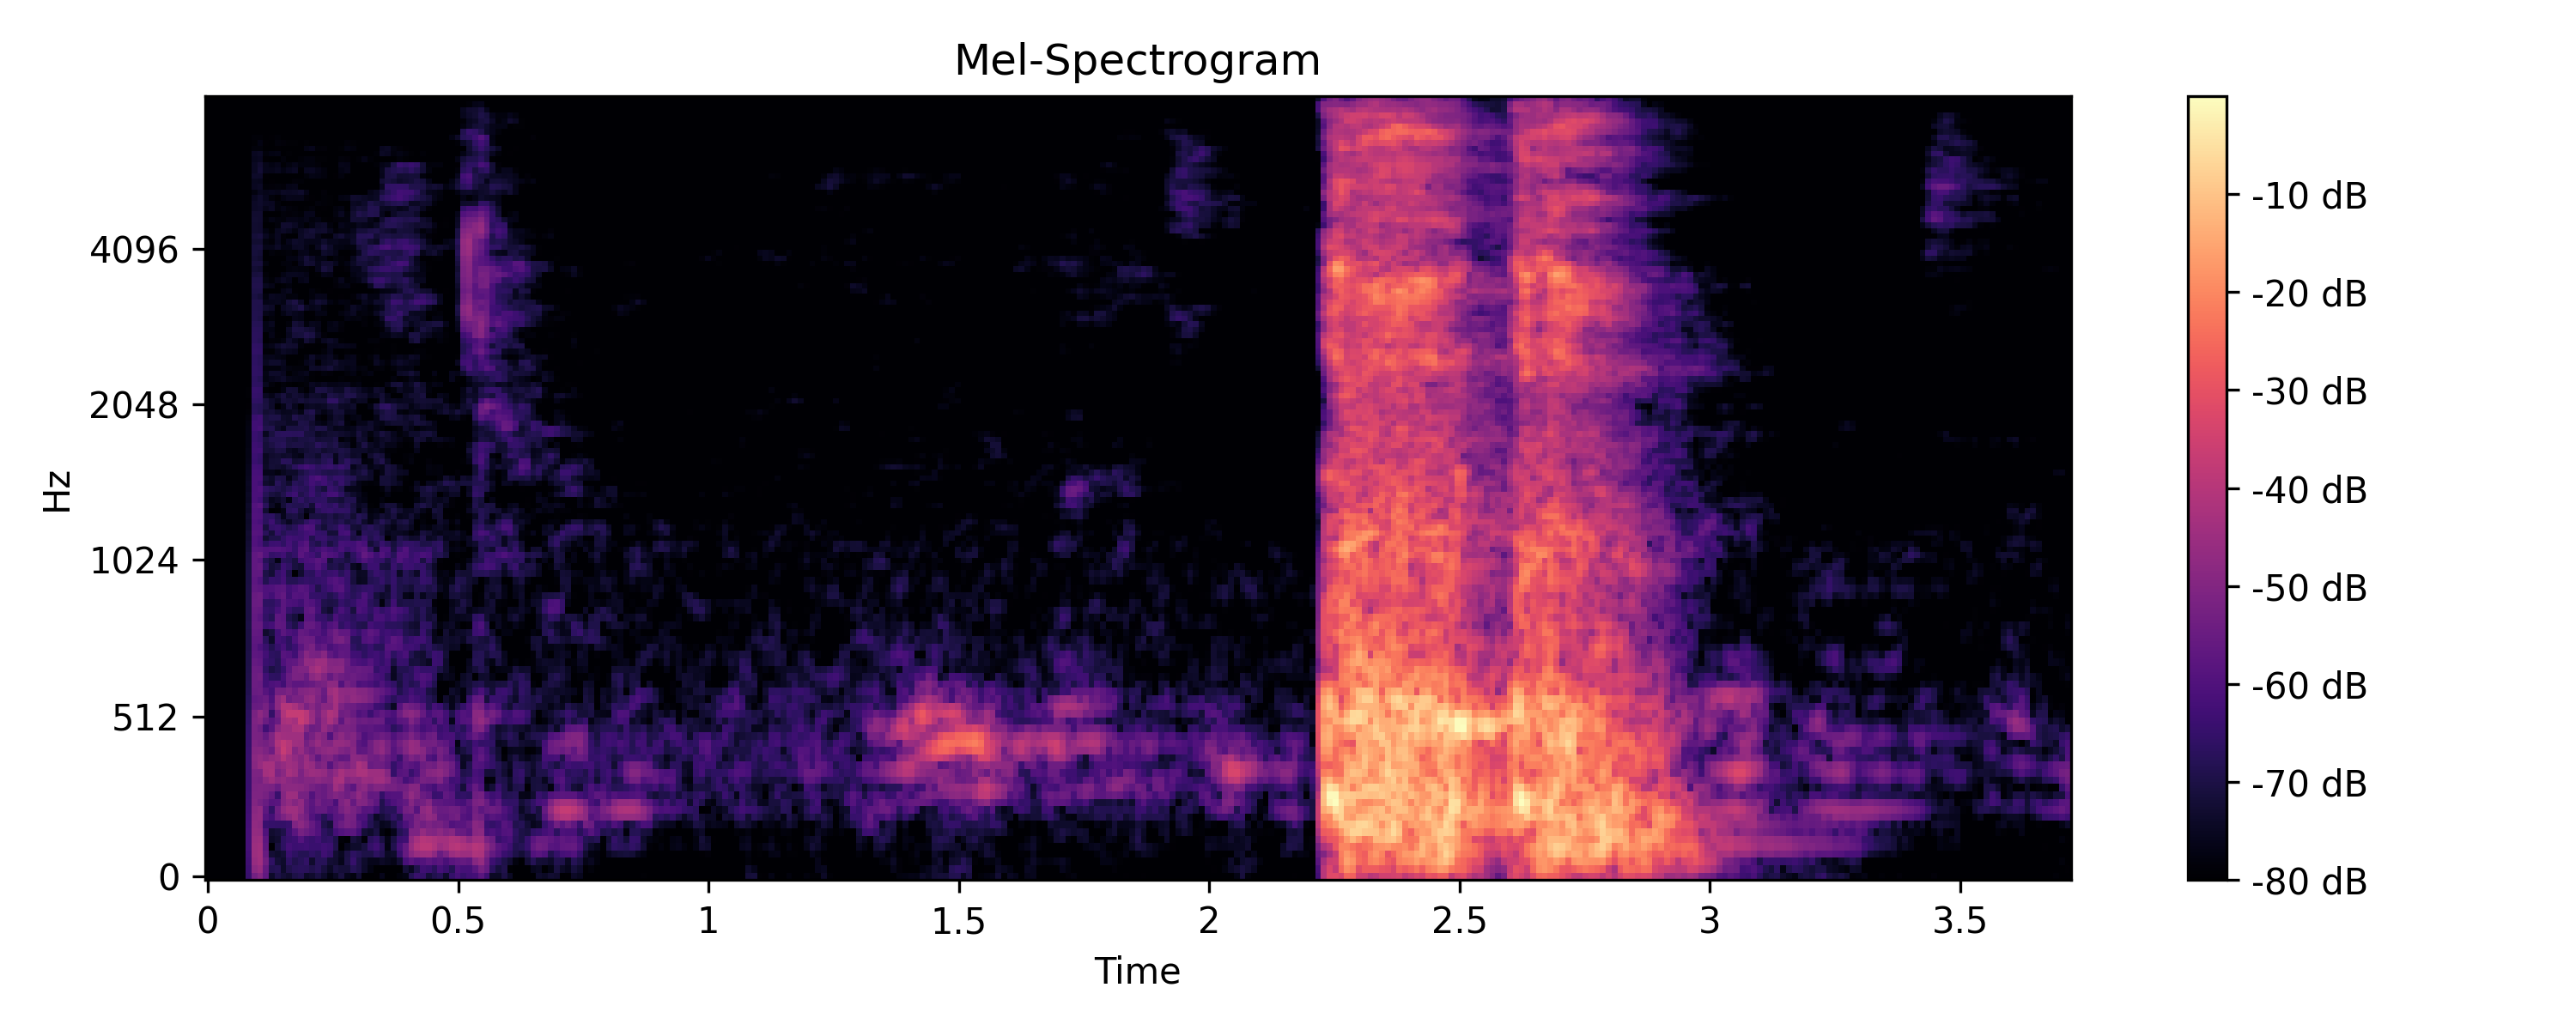 Mel-Spectrogram
Hz
4096
2048
1024
512
0
0 0.5 1 1.5 2 2.5 3 3.5
Time
-10 dB
-20 dB
-30 dB
-40 dB
-50 dB
-60 dB
-70 dB
-80 dB